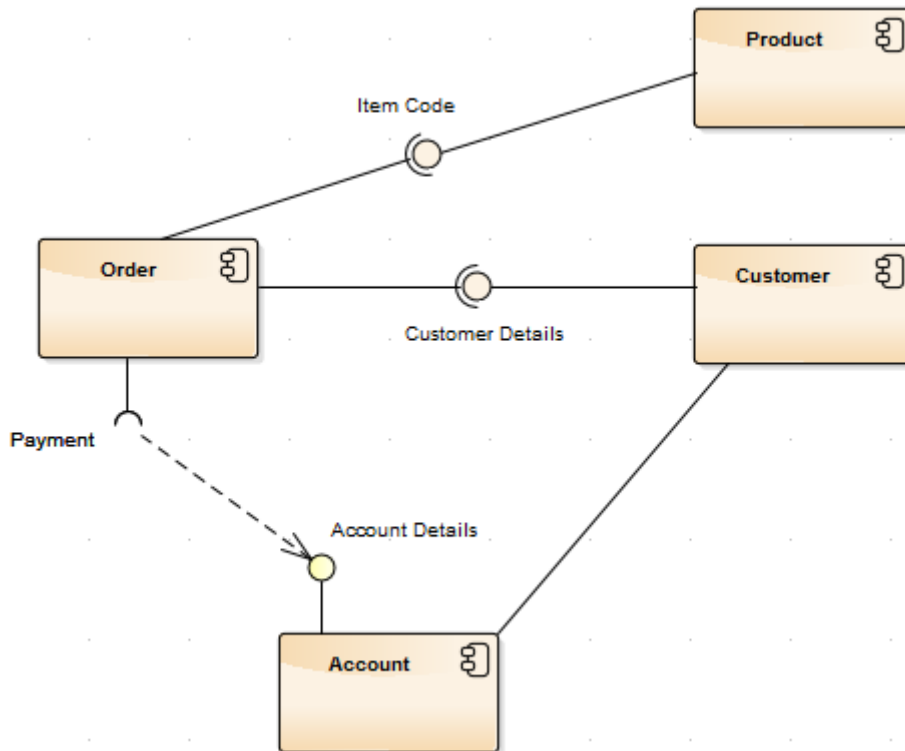 Product
Item Code
Order
Customer
Customer Details
Payment
Account Details
Account